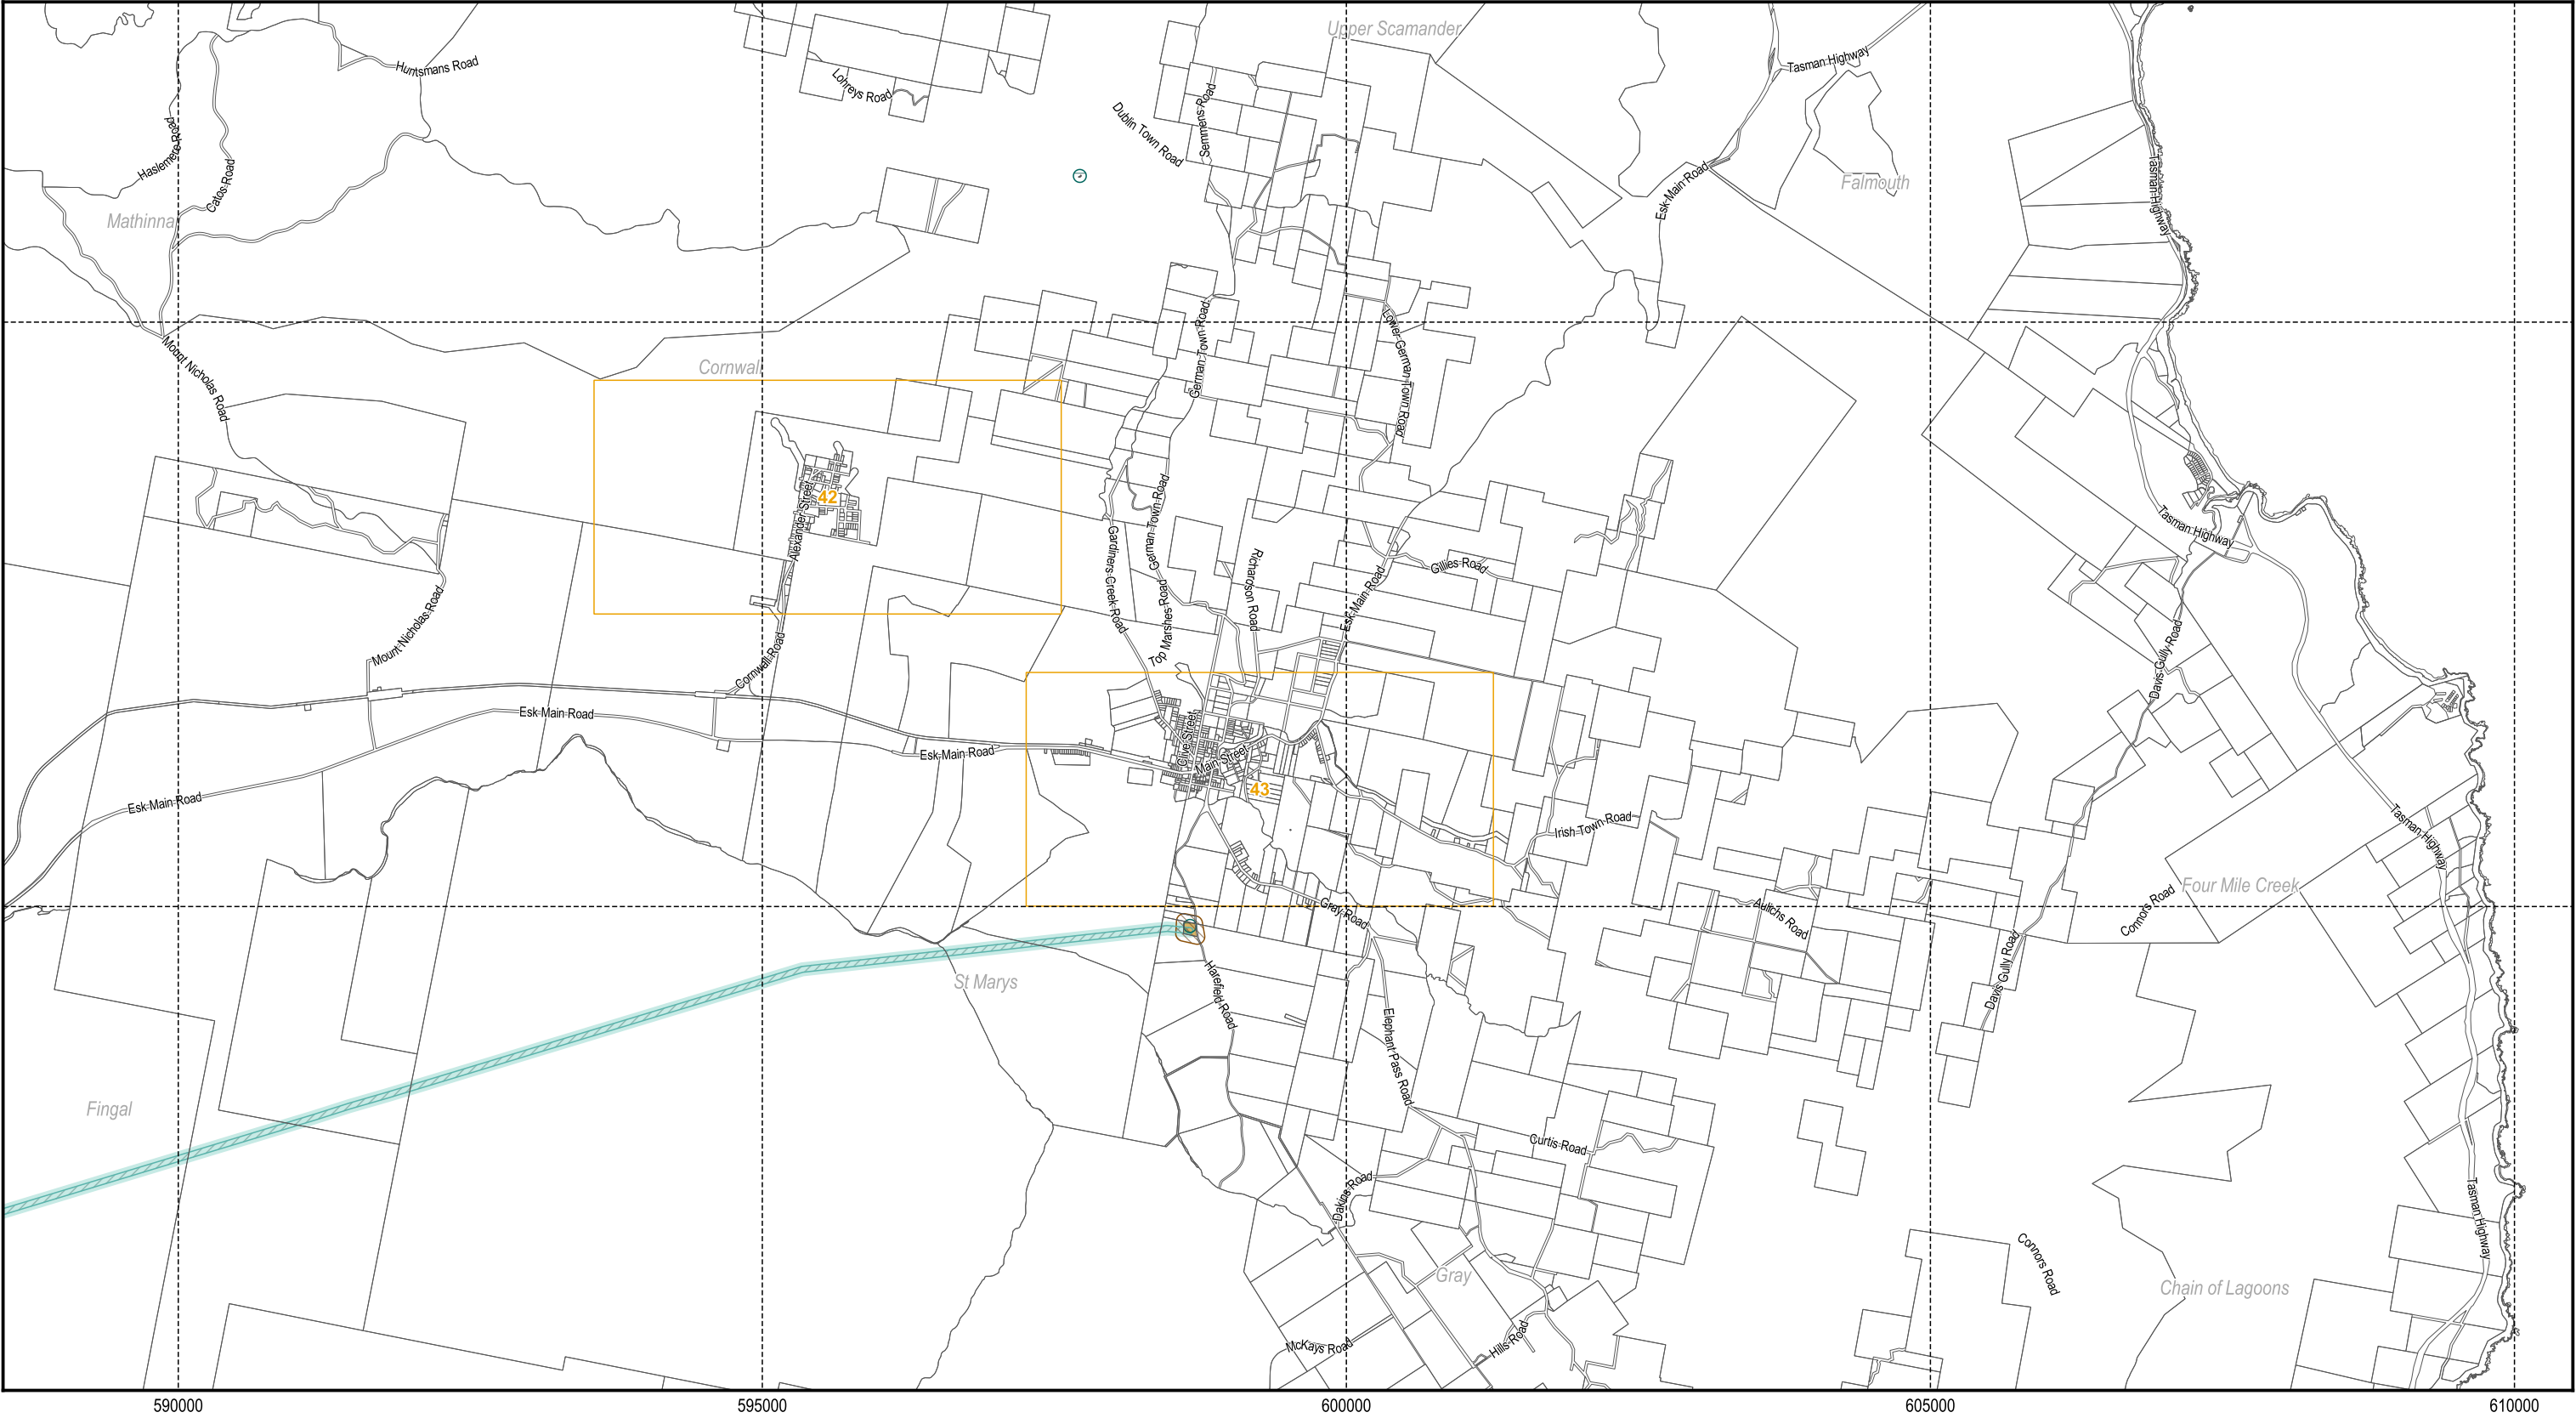 Upper Scamander
Tasman Highway
Huntsmans Road
Lohreys Road
Semmens Road
Dublin Town Road
Haslemere Road
Catos Road
Esk Main Road
Falmouth
Tasman Highway
Mathinna
Mount Nicholas Road
Cornwall
German Town Road
Lower German Town Road
42
Alexander Street
Gardiners Creek Road
German Town Road
Richardson Road
Gillies Road
Tasman Highway
Mount Nicholas Road
Cornwall Road
Top Marshes Road
Esk Main Road
Davis Gully Road
Esk Main Road
Esk Main Road
Clive Street
Main Street
43
Esk Main Road
Irish Town Road
Tasman Highway
Four Mile Creek
Gray Road
Aulichs Road
Connors Road
St Marys
Harefield Road
Davis Gully Road
Elephant Pass Road
Fingal
Curtis Road
Dakins Road
Tasman Highway
Connors Road
Gray
Chain of Lagoons
McKays Road
Hills Road
590000
595000
600000
605000
610000